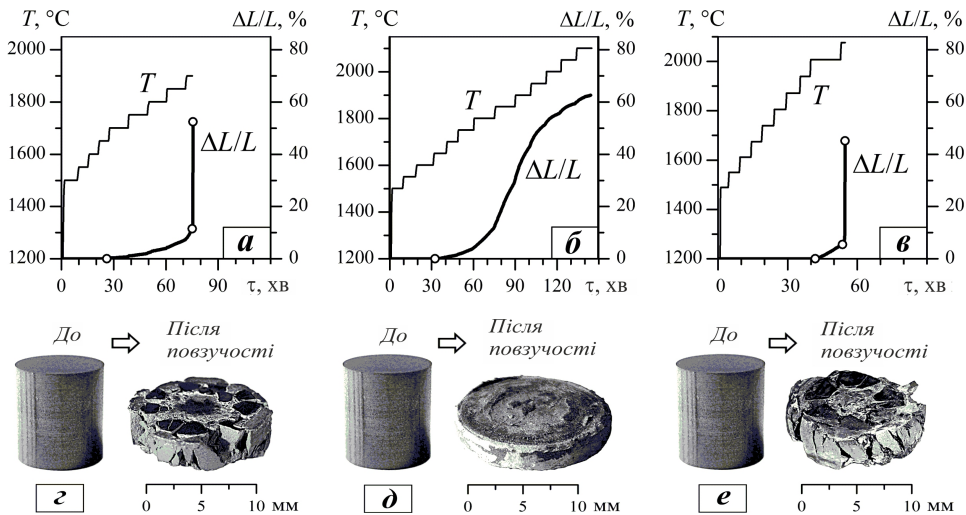 T, °C ΔL/L, %
2000
1800
1600
1400
1200
80
60
40
20
0
T
ΔL/L
а
0 30 60 90 τ, хв
T, °C ΔL/L, %
2000
1800
1600
1400
1200
80
60
40
20
0
T
ΔL/L
б
0 30 60 90 120 τ, хв
T, °C ΔL/L, %
2000
1800
1600
1400
1200
80
60
40
20
0
T
ΔL/L
в
0 30 60 τ, хв
До Після
повзучості
г
0 5 10 мм
До Після
повзучості
д
0 5 10 мм
До Після
повзучості
е
0 5 10 мм